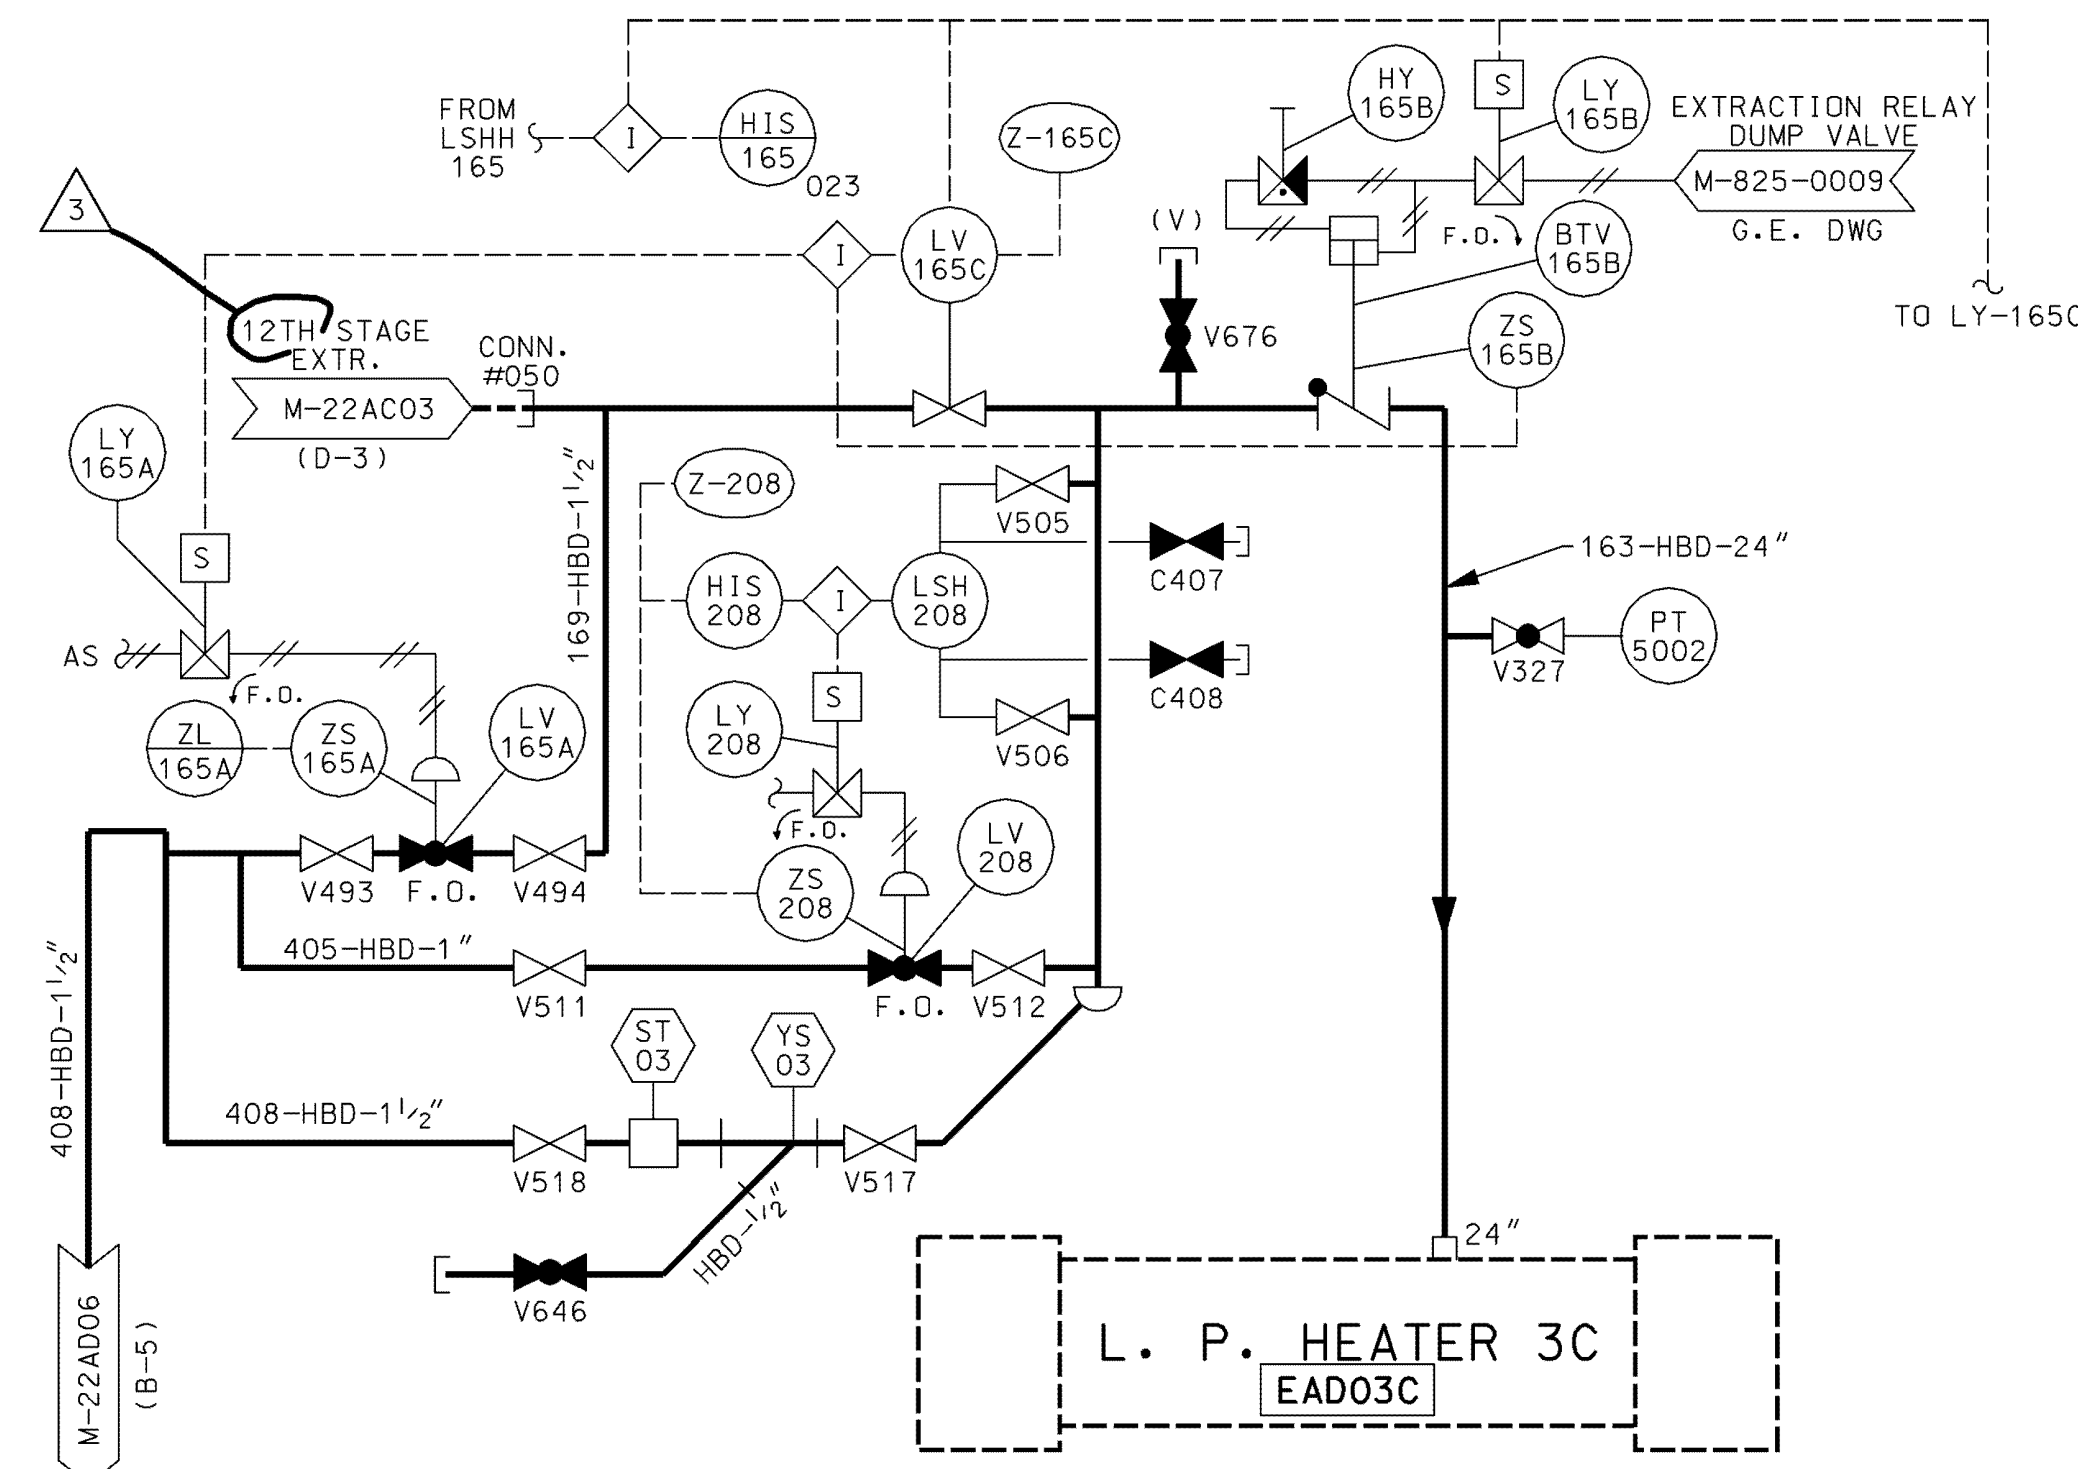 FROM
LSHH
165
I
HIS
165
023
Z-165C
HY
165B
S
LY
165B
EXTRACTION RELAY
DUMP VALVE
M-825-0009
G.E. DWG
F.O.
BTV
165B
ZS
165B
TO LY-165C
3
12TH STAGE
EXTR.
M-22AC03
(D-3)
CONN.
#050
I
LV
165C
(V)
V676
LY
165A
S
AS
F.O.
ZL
165A
ZS
165A
LV
165A
169-HBD-1 1/2"
Z-208
HIS
208
I
LSH
208
S
LY
208
F.O.
ZS
208
LV
208
V505
C407
C408
V506
163-HBD-24"
V327
PT
5002
V493
F.O.
V494
405-HBD-1"
V511
F.O.
V512
ST
03
YS
03
408-HBD-1 1/2"
408-HBD-1 1/2"
V518
V517
HBD-1/2"
V646
M-22AD06
(B-5)
24"
L. P. HEATER 3C
EAD03C